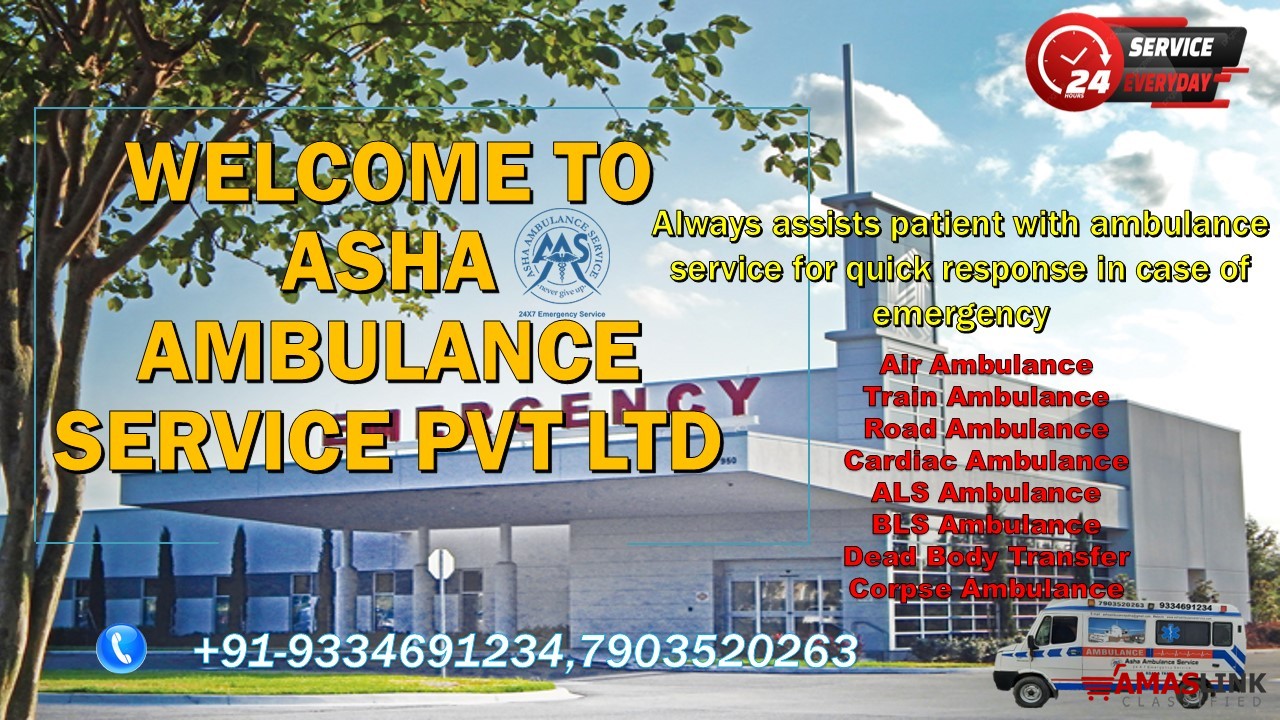 24
HOURS
SERVICE
EVERYDAY
WELCOME TO
ASHA
AMBULANCE
SERVICE PVT LTD
ASHA AMBULANCE SERVICE
AAS
never give up.
24X7 Emergency Service
Always assists patient with ambulance
service for quick response in case of
emergency
Air Ambulance
Train Ambulance
Road Ambulance
Cardiac Ambulance
ALS Ambulance
BLS Ambulance
Dead Body Transfer
Corpse Ambulance
EMERGENCY
950
+91-9334691234,7903520263
7903520263 9334691234
AMBULANCE
Asha Ambulance Service
AMASLINK
CLASSIFIED